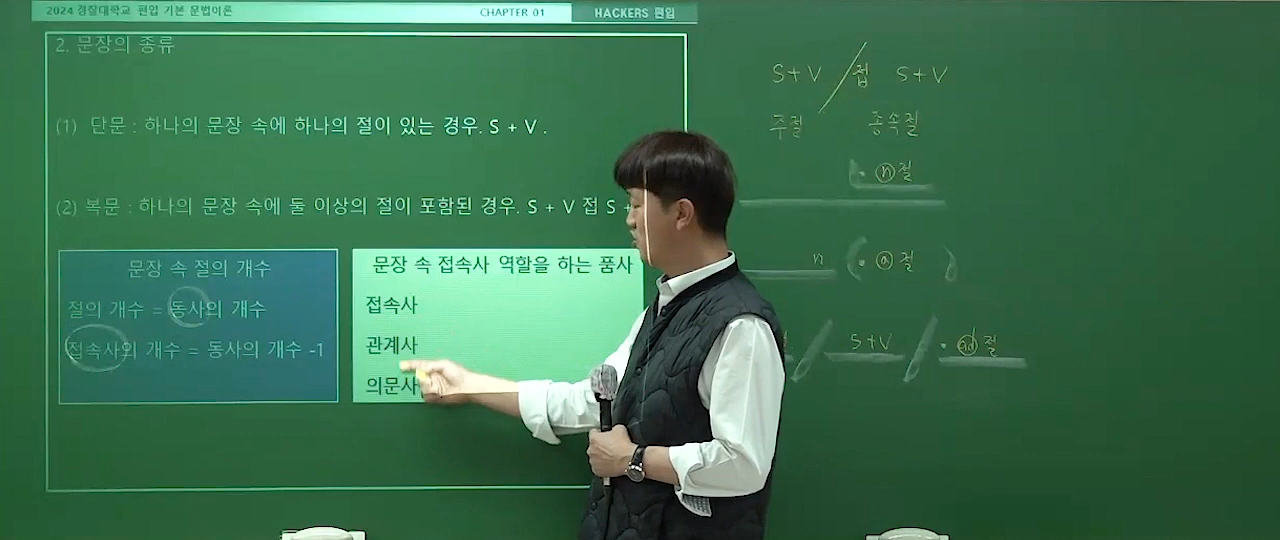 2024 경찰대학교 편입 기본 문법이론
CHAPTER 01
HACKERS 편입
2. 문장의 종류
(1) 단문 : 하나의 문장 속에 하나의 절이 있는 경우. S + V .
(2) 복문 : 하나의 문장 속에 둘 이상의 절이 포함된 경우. S + V 접 S +
문장 속 절의 개수
절의 개수 = 동사의 개수
접속사의 개수 = 동사의 개수 -1
문장 속 접속사 역할을 하는 품사
접속사
관계사
의문사
S+V / 접 S+V
주절 종속절
n절
n ( a절 )
/ S+V / ad절